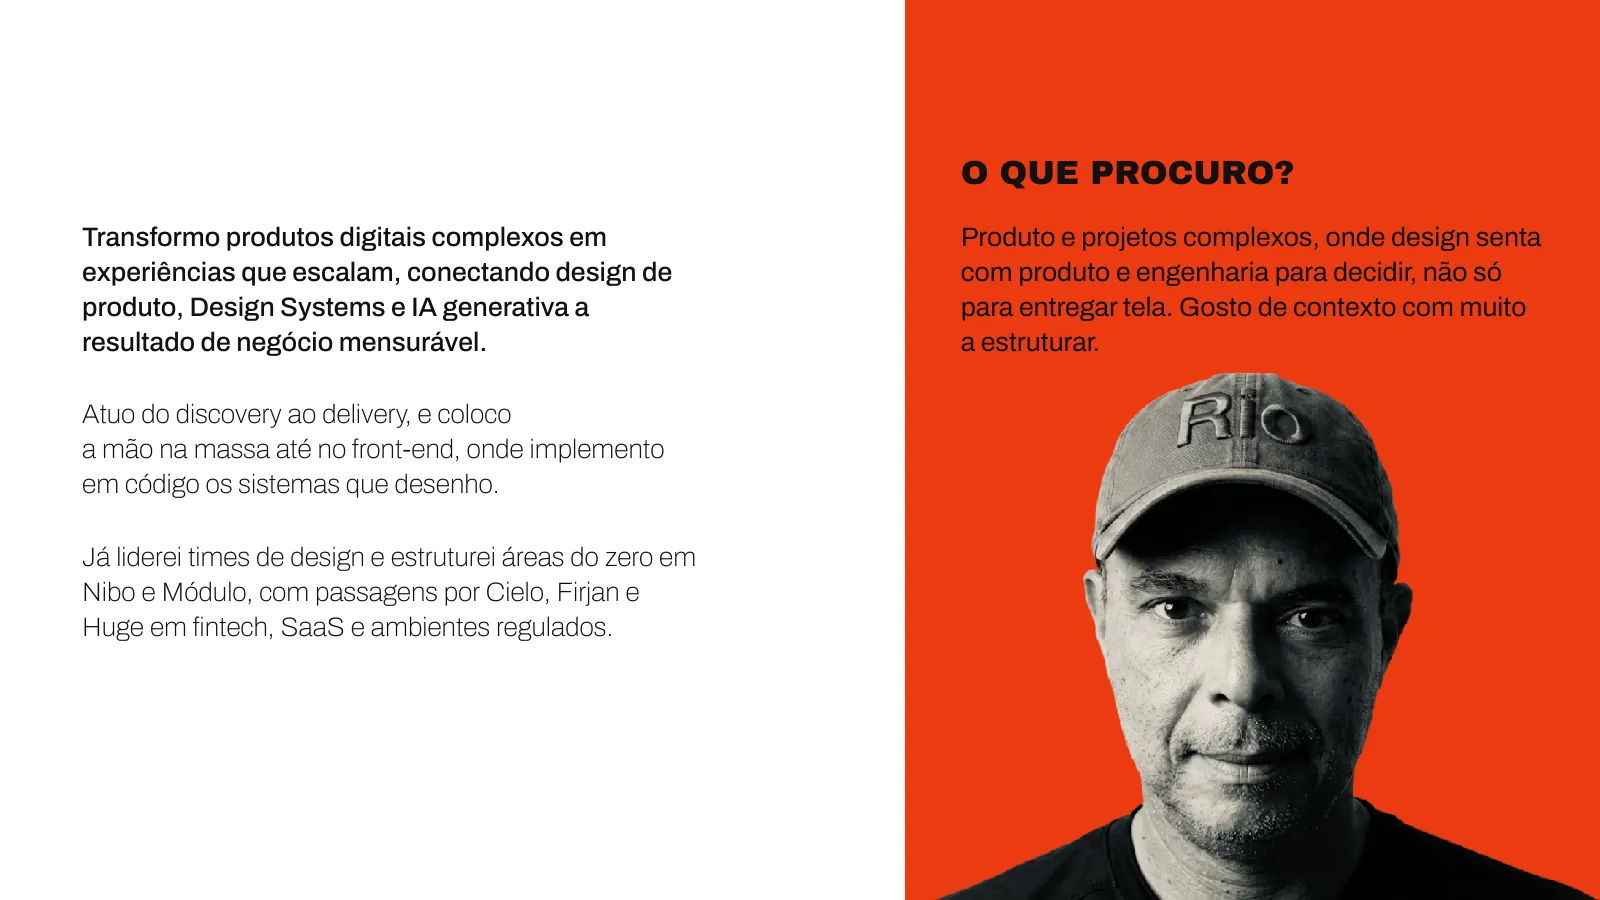 Transformo produtos digitais complexos em
experiências que escalam, conectando design de
produto, Design Systems e IA generativa a
resultado de negócio mensurável.
Atuo do discovery ao delivery, e coloco
a mão na massa até no front-end, onde implemento
em código os sistemas que desenho.
Já liderei times de design e estruturei áreas do zero em
Nibo e Módulo, com passagens por Cielo, Firjan e
Huge em fintech, SaaS e ambientes regulados.
O QUE PROCURO?
Produto e projetos complexos, onde design senta
com produto e engenharia para decidir, não só
para entregar tela. Gosto de contexto com muito
a estruturar.
Rio